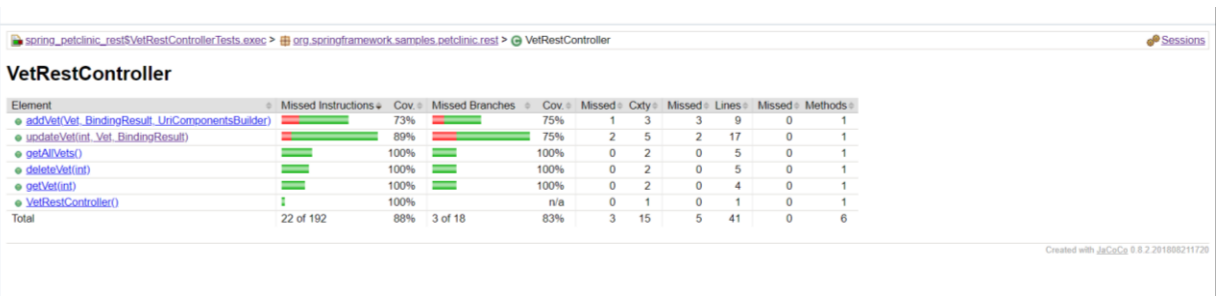 spring_petclinic_rest$VetRestControllerTests.exec > org.springframework.samples.petclinic.rest > VetRestController Sessions
VetRestController
Element Missed Instructions Cov. Missed Branches Cov. Missed Cxty Missed Lines Missed Methods
addVet(Vet, BindingResult, UriComponentsBuilder) 73% 75% 1 3 3 9 0 1
updateVet(int, Vet, BindingResult) 89% 75% 2 5 2 17 0 1
getAllVets() 100% 100% 0 2 0 5 0 1
deleteVet(int) 100% 100% 0 2 0 5 0 1
getVet(int) 100% 100% 0 2 0 4 0 1
VetRestController() 100% n/a 0 1 0 1 0 1
Total 22 of 192 88% 3 of 18 83% 3 15 5 41 0 6
Created with JaCoCo 0.8.2.201808211720